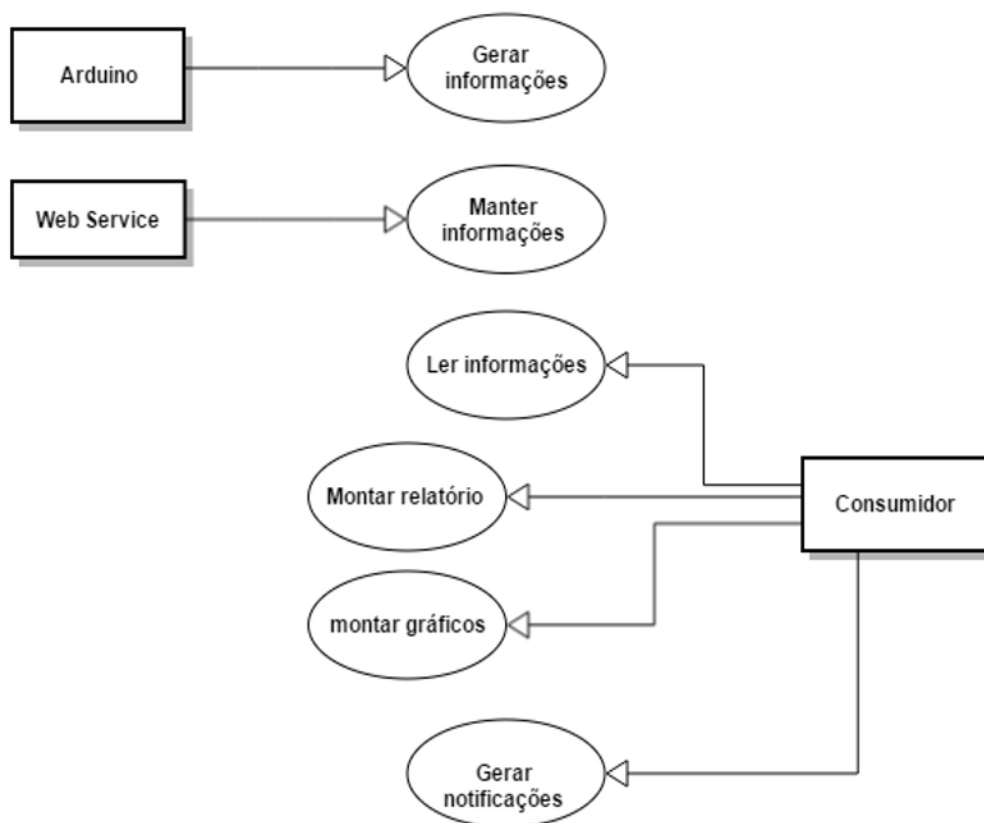 Arduino
Gerar
informações
Web Service
Manter
informações
Ler informações
Montar relatório
Consumidor
montar gráficos
Gerar
notificações